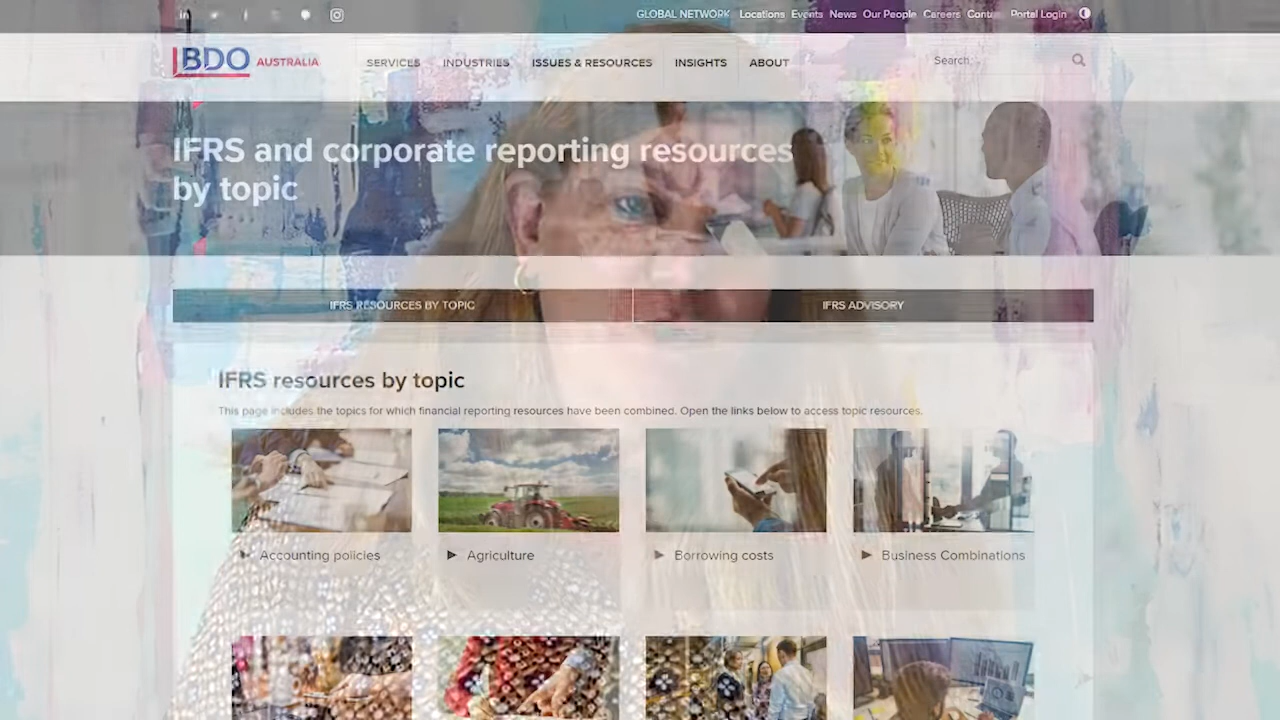 GLOBAL NETWORK Locations Events News Our People Careers Portal Login
BDO AUSTRALIA
SERVICES INDUSTRIES ISSUES & RESOURCES INSIGHTS ABOUT
Search:
IFRS and corporate reporting resources
by topic
IFRS RESOURCES BY TOPIC IFRS ADVISORY
IFRS resources by topic
This page includes the topics for which financial reporting resources have been combined. Open the links below to access topic resources.
Accounting policies Agriculture Borrowing costs Business Combinations